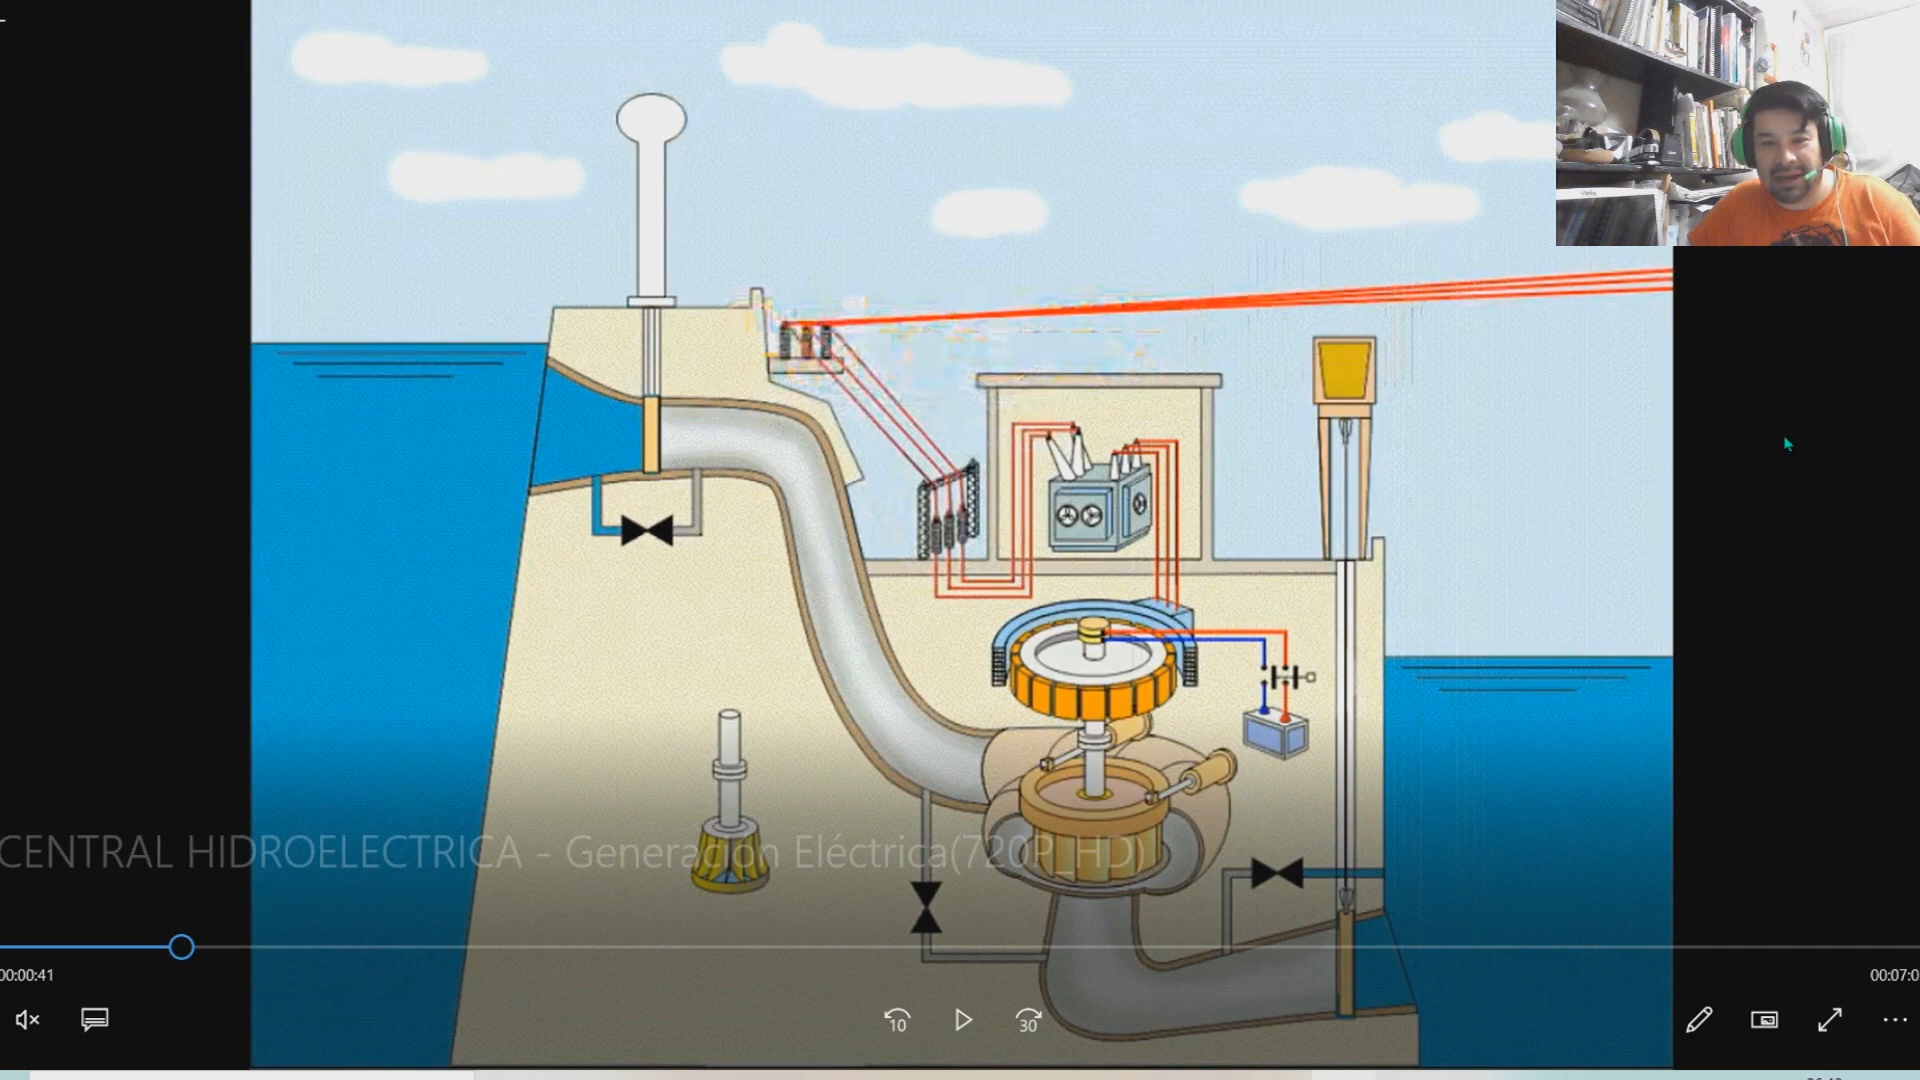 CENTRAL HIDROELECTRICA - Generación Eléctrica(720P_HD)
00:00:41
00:07:0
10
30